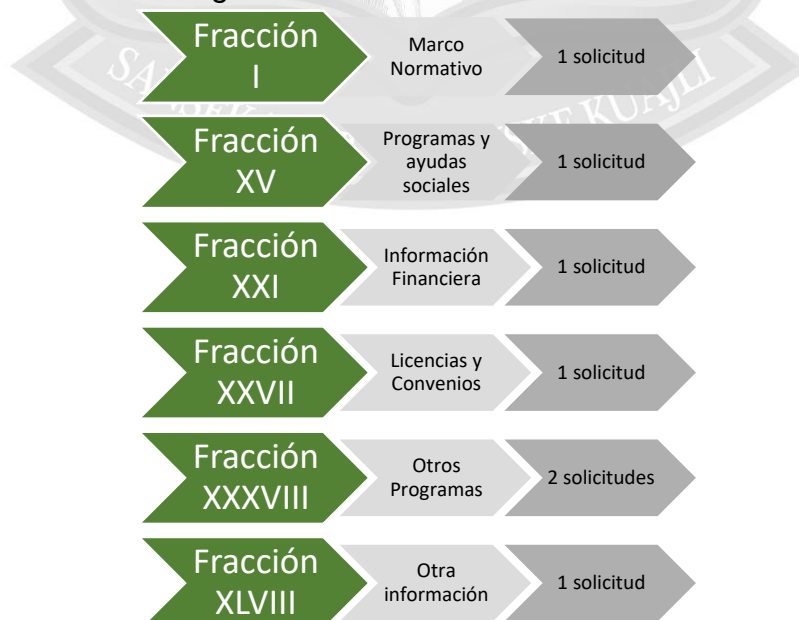 Fracción
I
Marco
Normativo
1 solicitud
Fracción
XV
Programas y
ayudas
sociales
1 solicitud
Fracción
XXI
Información
Financiera
1 solicitud
Fracción
XXVII
Licencias y
Convenios
1 solicitud
Fracción
XXXVIII
Otros
Programas
2 solicitudes
Fracción
XLVIII
Otra
información
1 solicitud